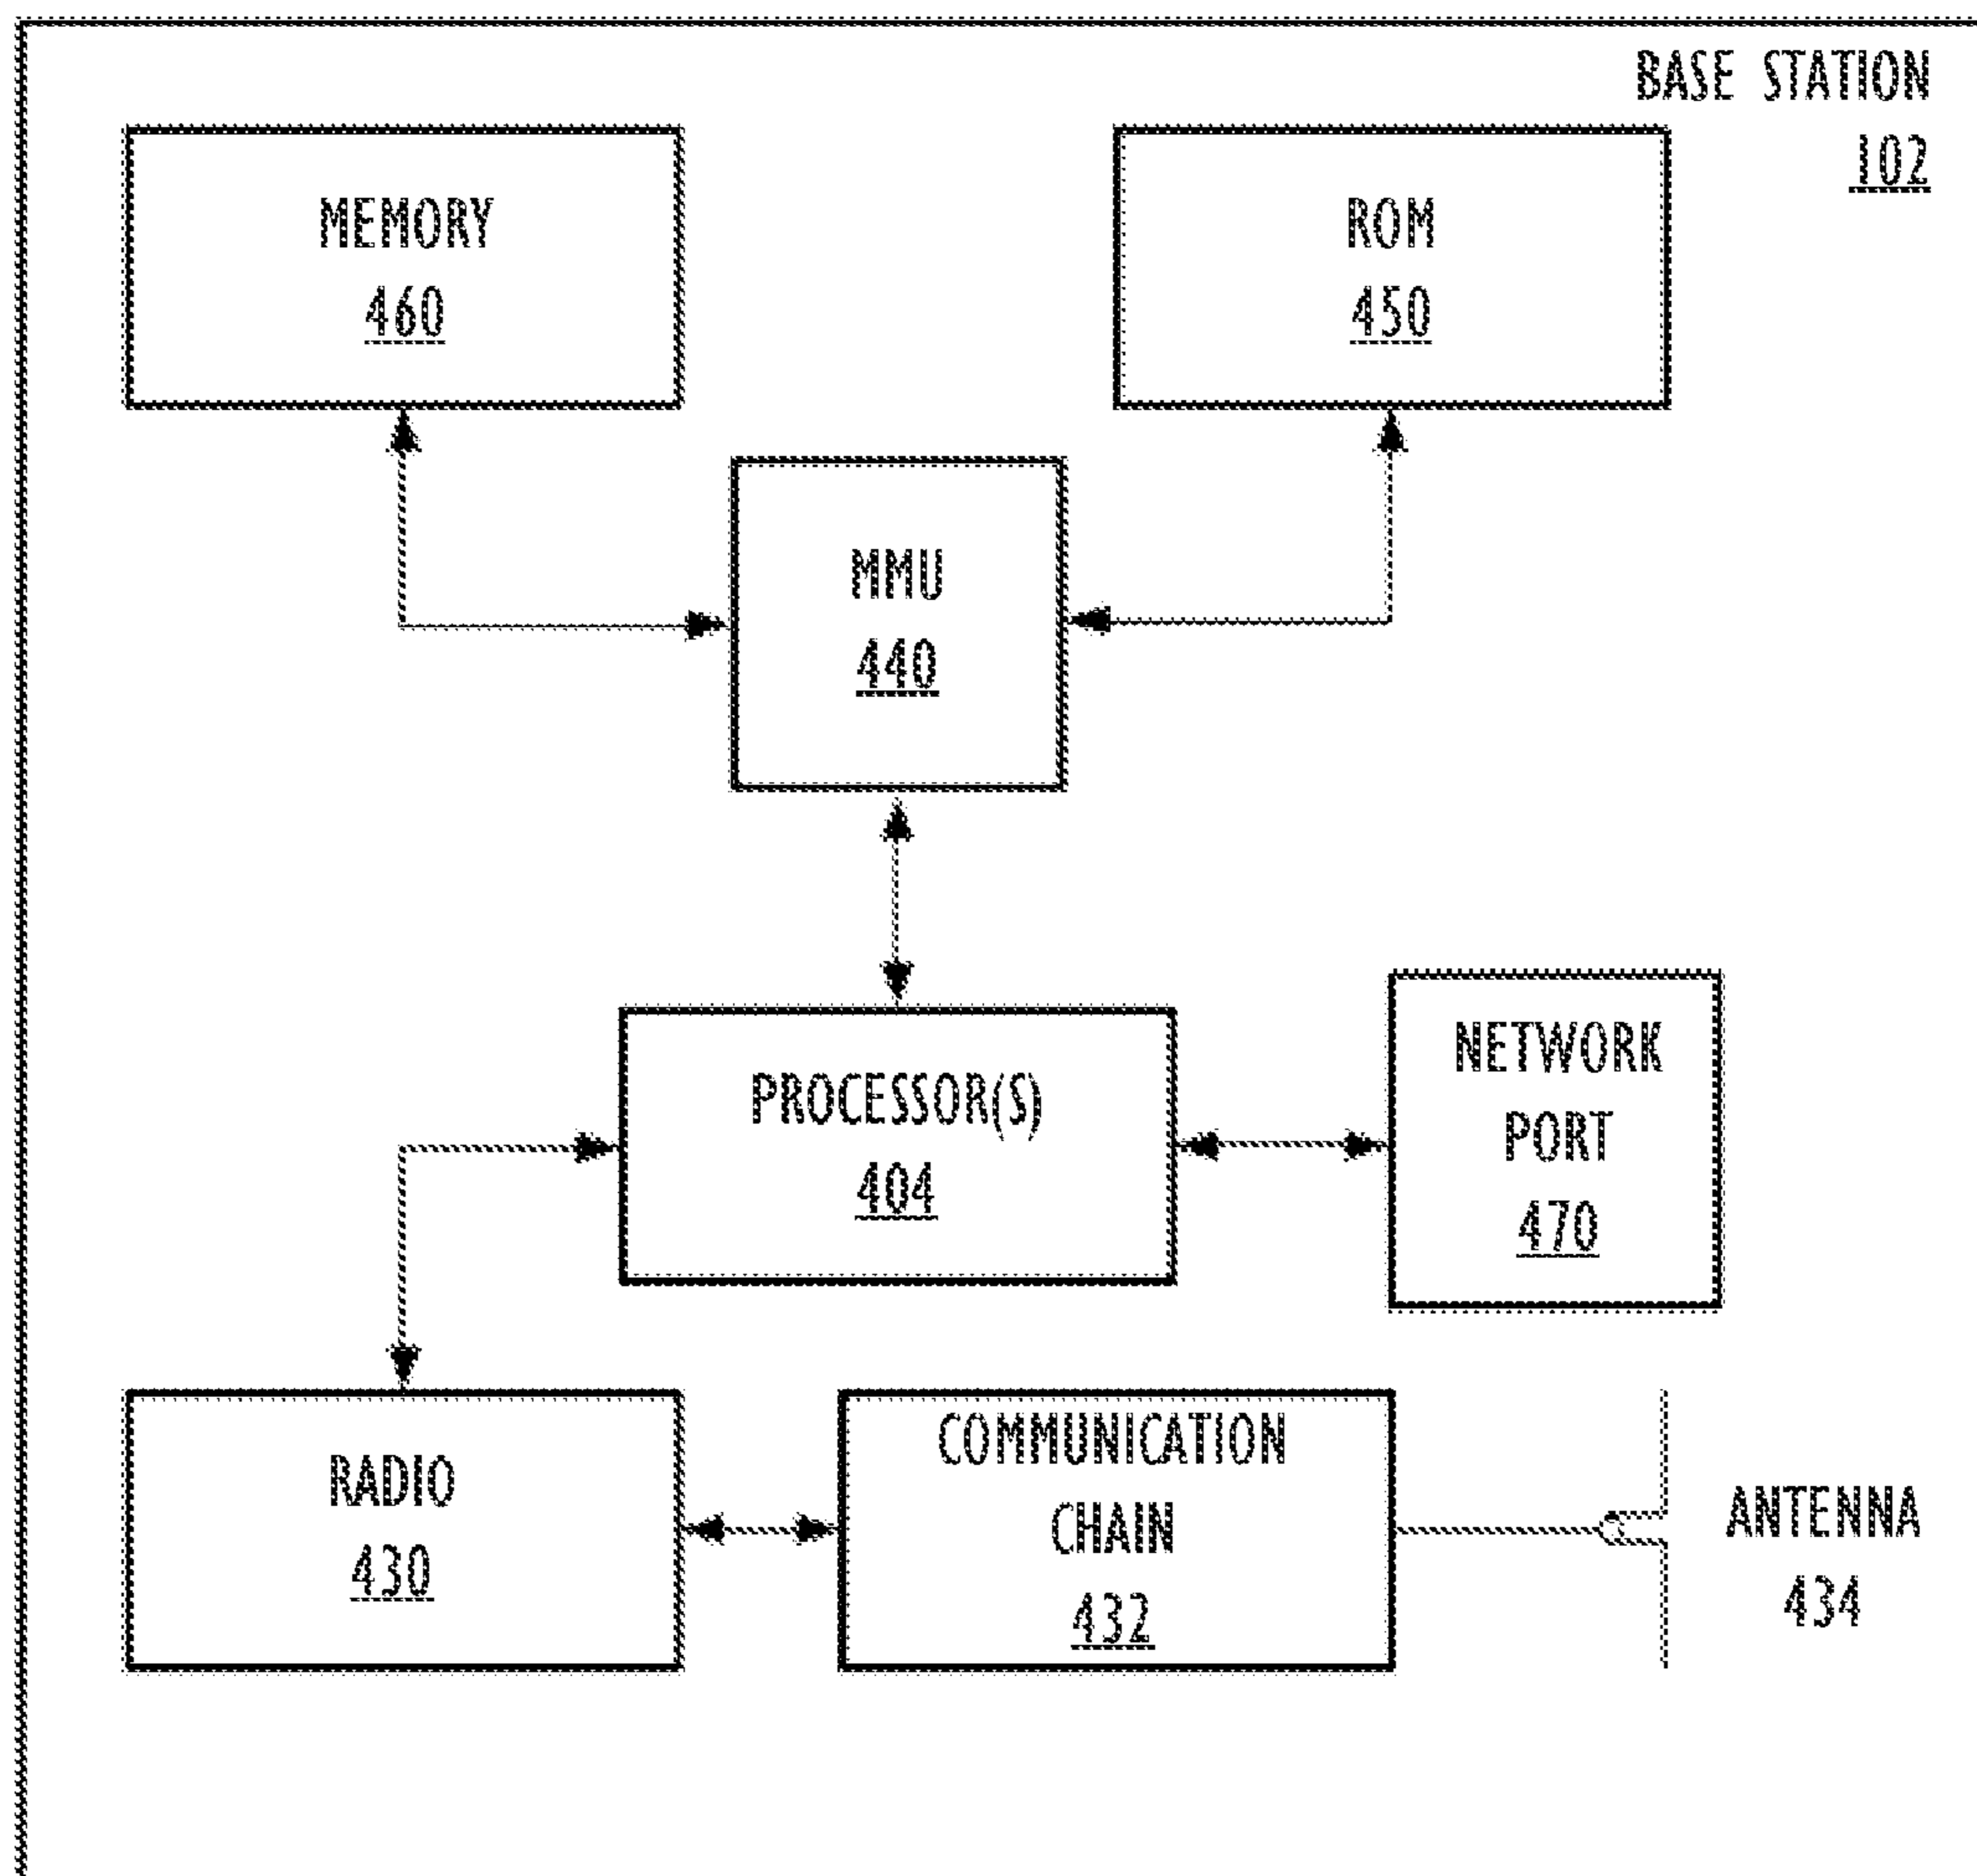 BASE STATION
102
MEMORY
460
ROM
450
MMU
440
PROCESSOR(S)
404
NETWORK
PORT
470
RADIO
430
COMMUNICATION
CHAIN
432
ANTENNA
434